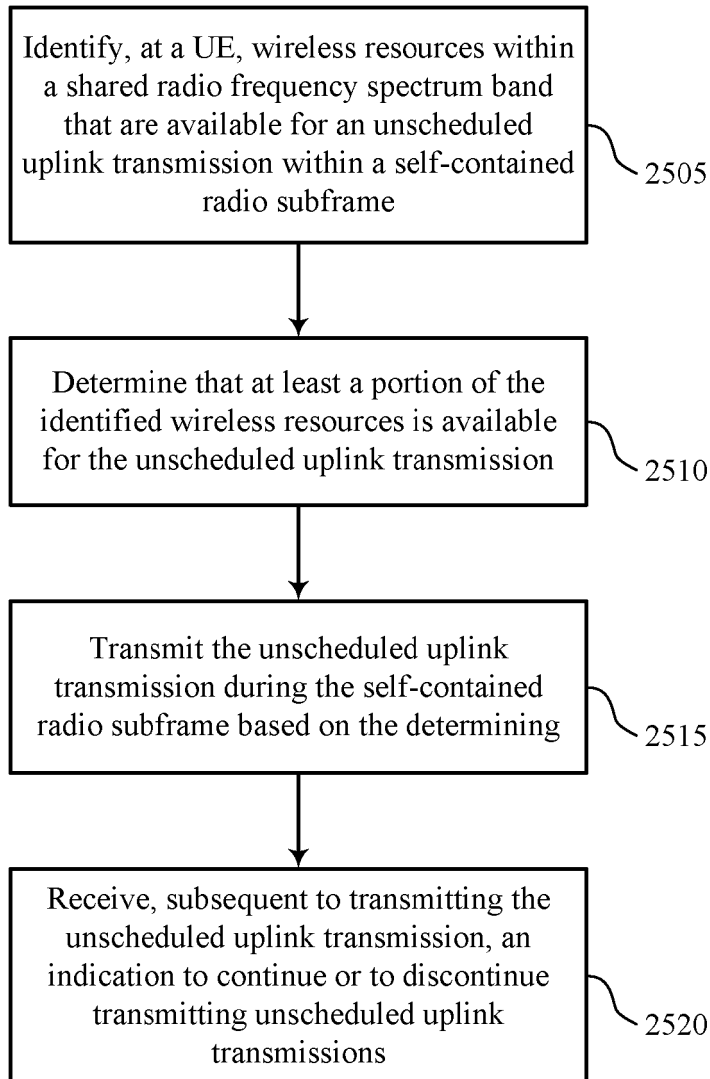 Identify, at a UE, wireless resources within
a shared radio frequency spectrum band
that are available for an unscheduled
uplink transmission within a self-contained
radio subframe
2505
Determine that at least a portion of the
identified wireless resources is available
for the unscheduled uplink transmission
2510
Transmit the unscheduled uplink
transmission during the self-contained
radio subframe based on the determining
2515
Receive, subsequent to transmitting the
unscheduled uplink transmission, an
indication to continue or to discontinue
transmitting unscheduled uplink
transmissions
2520